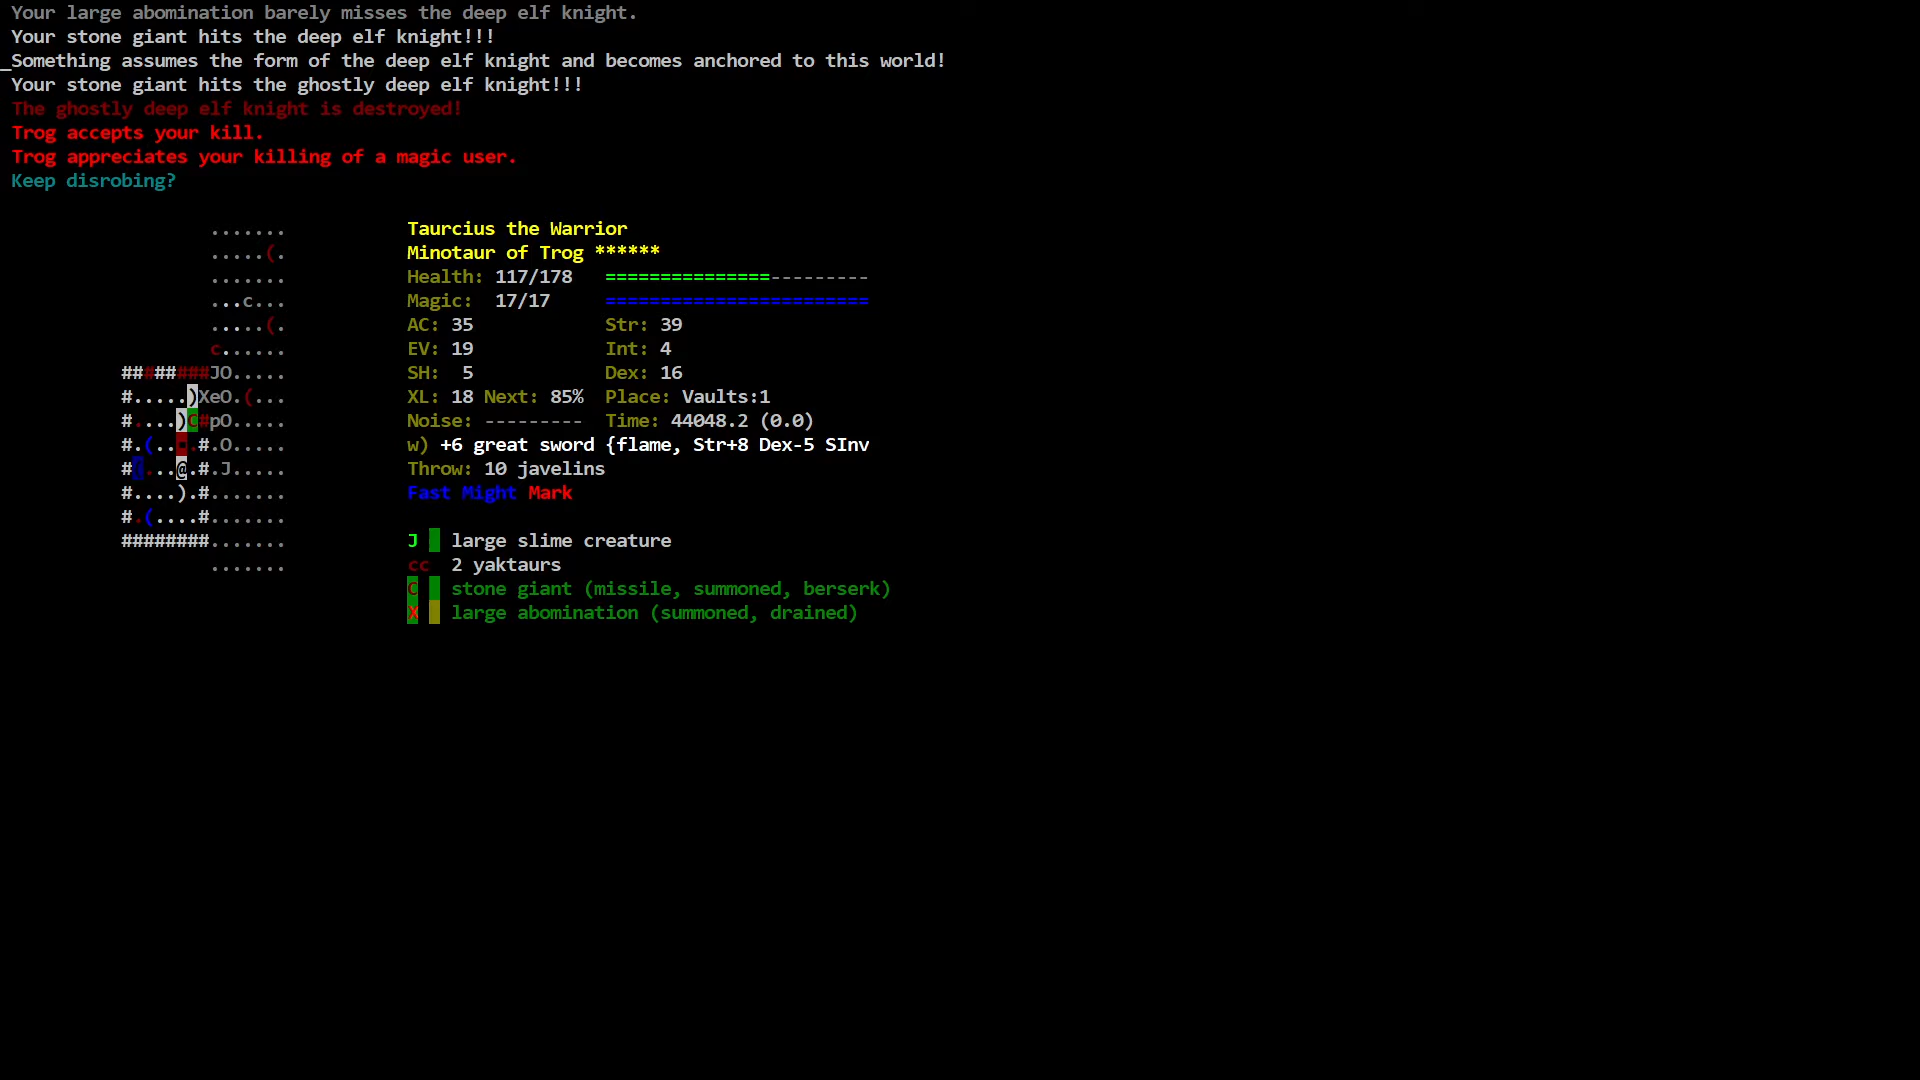 Your large abomination barely misses the deep elf knight.
Your stone giant hits the deep elf knight!!!
_Something assumes the form of the deep elf knight and becomes anchored to this world!
Your stone giant hits the ghostly deep elf knight!!!
The ghostly deep elf knight is destroyed!
Trog accepts your kill.
Trog appreciates your killing of a magic user.
Keep disrobing?
.......
.....(.
.......
...c...
.....(.
c......
########JO.....
#.....)XeO.(...
#....)C#pO.....
#.(...#.O.....
#...@.#.J.....
#....).#.......
#.(....#.......
########.......
.......
Taurcius the Warrior
Minotaur of Trog ******
Health: 117/178 ===============---------
Magic: 17/17 ========================
AC: 35 Str: 39
EV: 19 Int: 4
SH: 5 Dex: 16
XL: 18 Next: 85% Place: Vaults:1
Noise: --------- Time: 44048.2 (0.0)
w) +6 great sword {flame, Str+8 Dex-5 SInv
Throw: 10 javelins
Fast Might Mark
J large slime creature
cc 2 yaktaurs
C stone giant (missile, summoned, berserk)
X large abomination (summoned, drained)